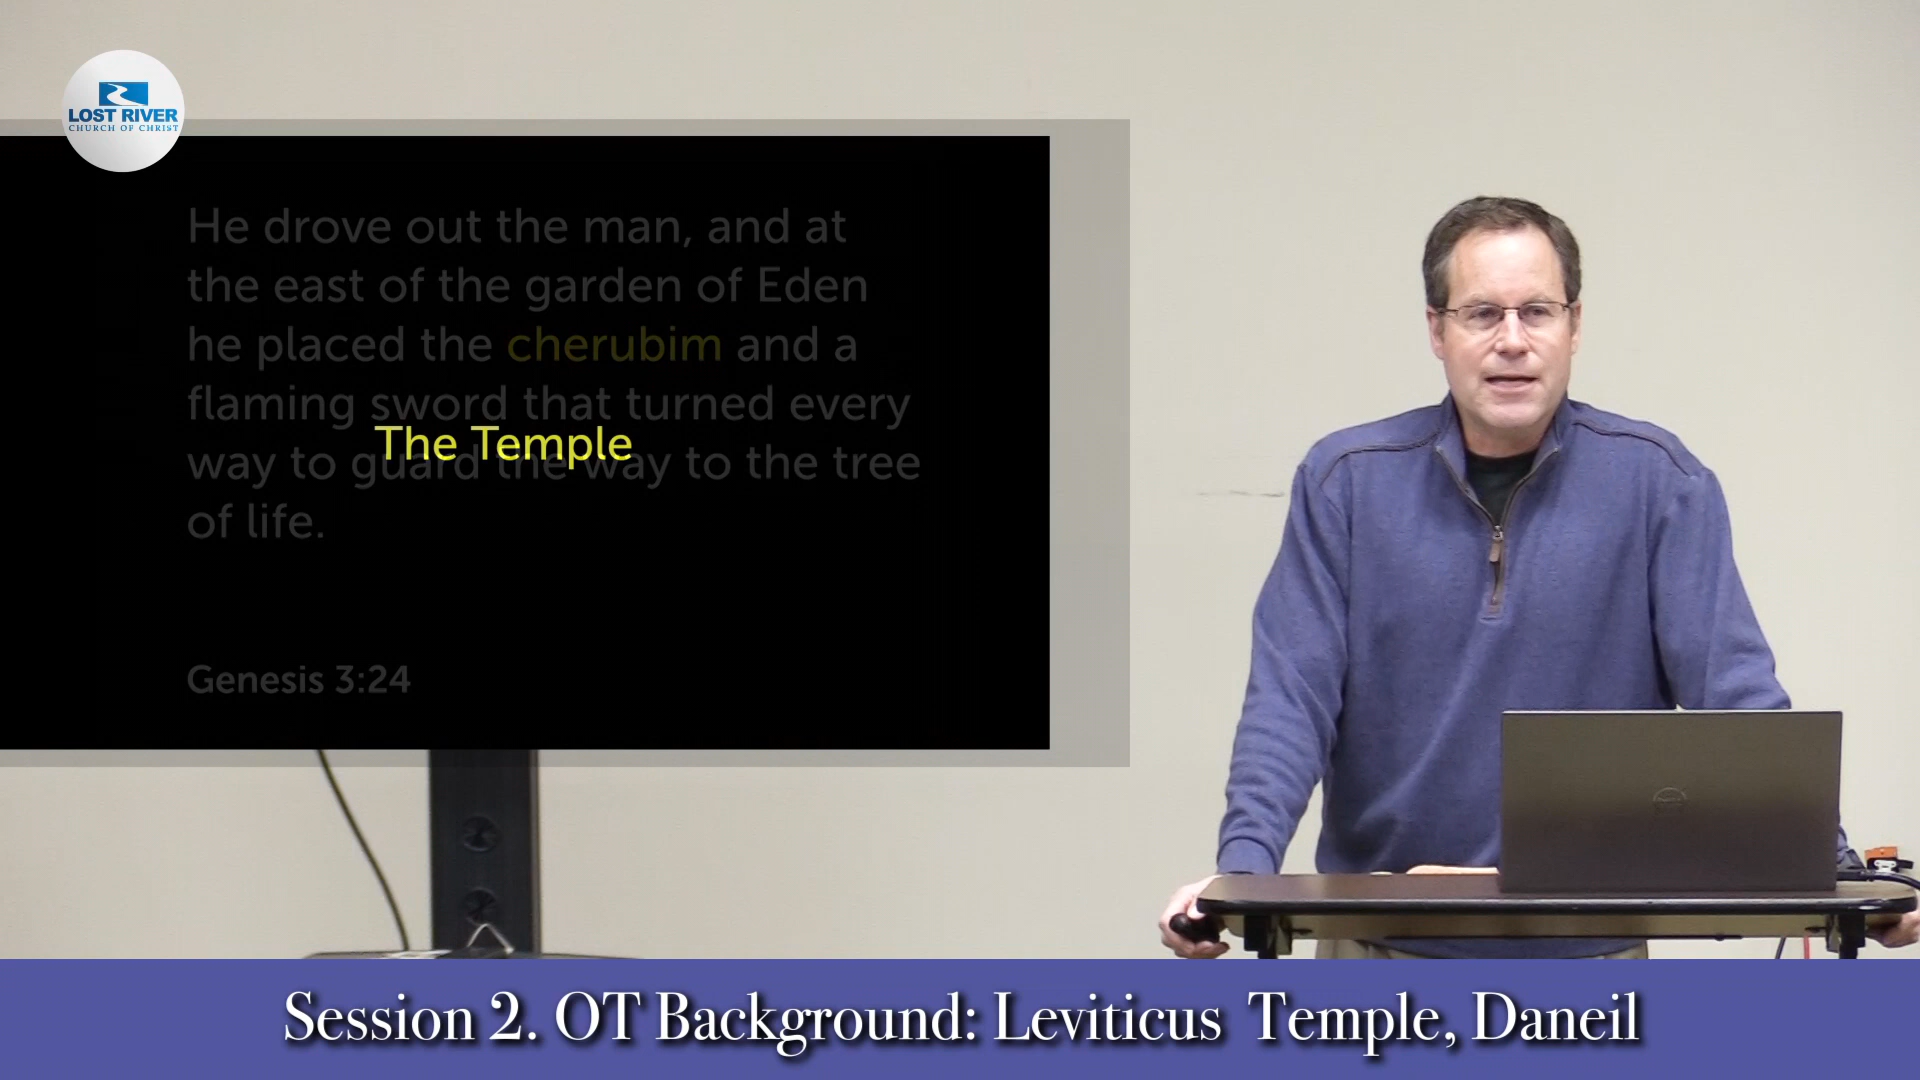 LOST RIVER
CHURCH OF CHRIST
He drove out the man, and at
the east of the garden of Eden
he placed the cherubim and a
flaming sword that turned every
The Temple
way to guard the way to the tree
of life.
Genesis 3:24
Session 2. OT Background: Leviticus Temple, Daneil